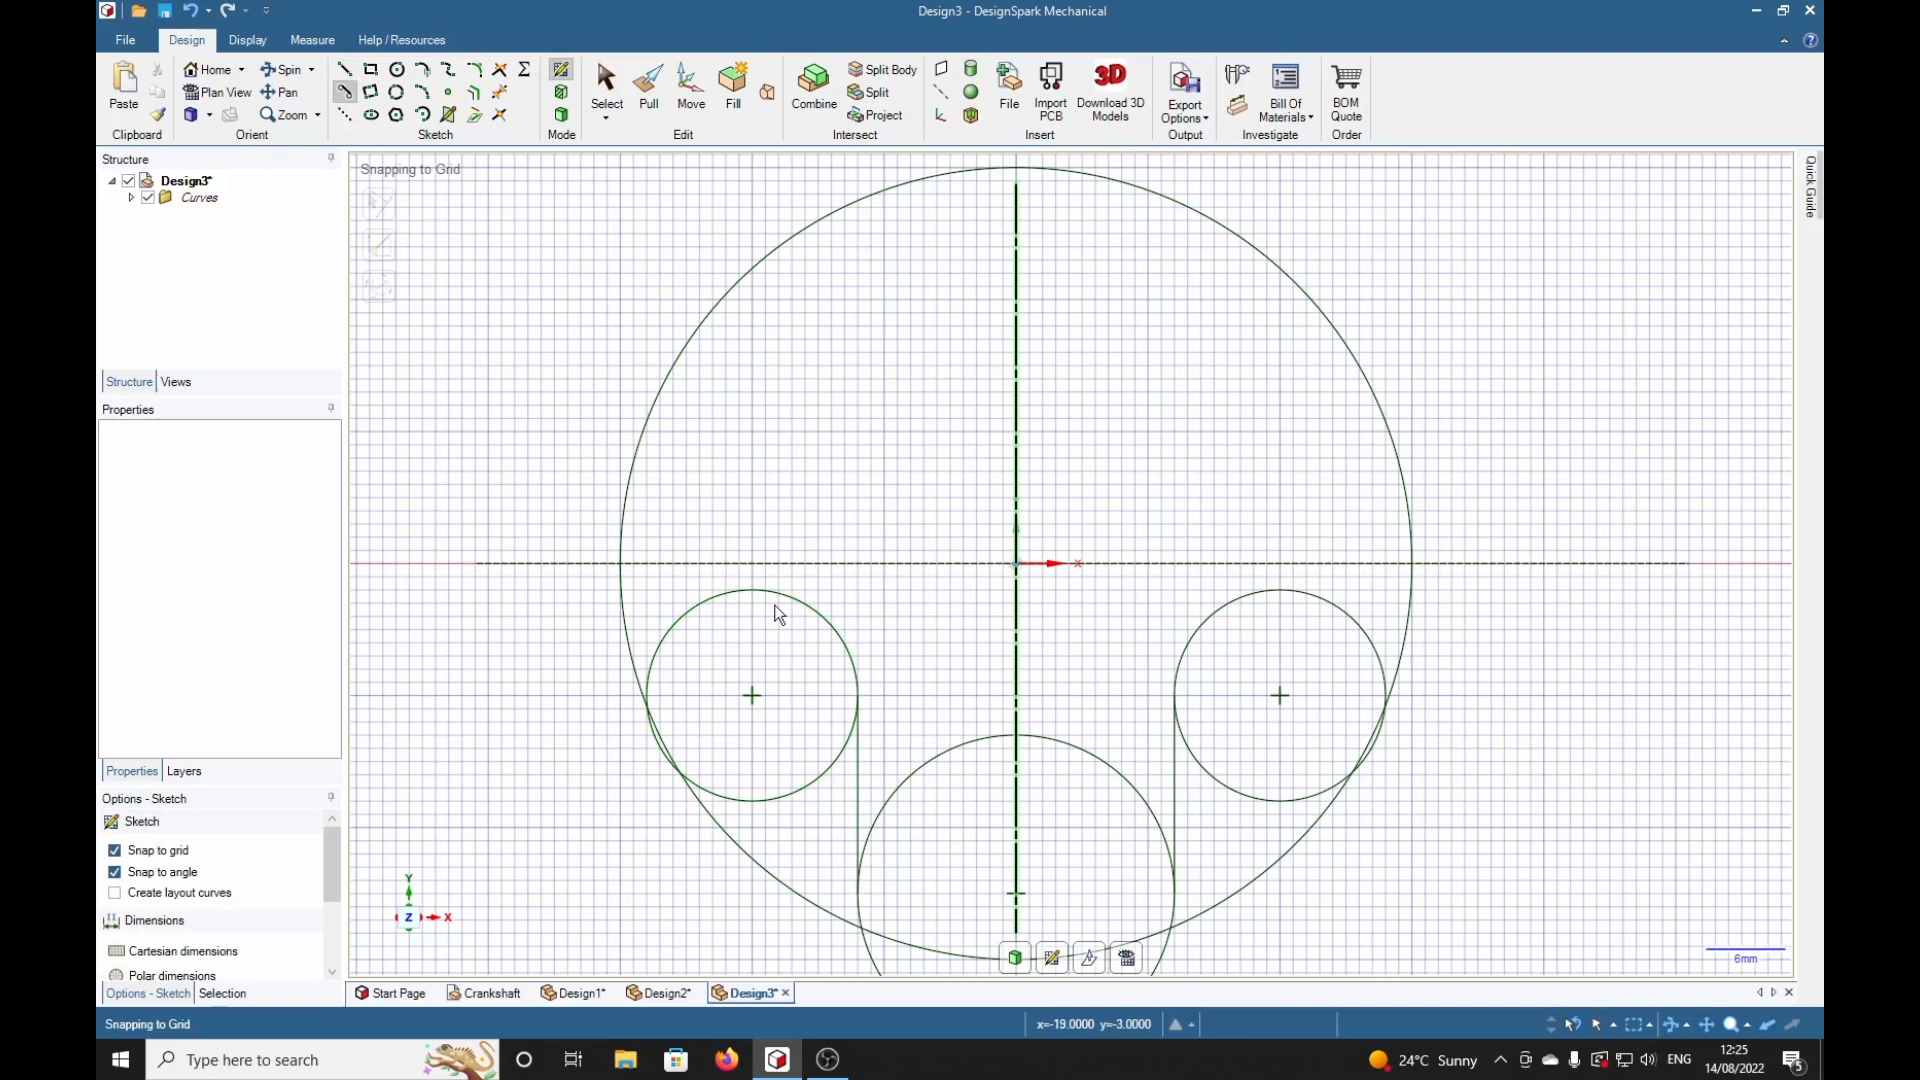 Design3 - DesignSpark Mechanical
File Design Display Measure Help / Resources
Paste Home Spin Plan View Pan Zoom Select Pull Move Fill Combine Split Body Split Project File Import PCB Download 3D Models Export Options Bill Of Materials BOM Quote
Clipboard Orient Sketch Mode Edit Intersect Insert Output Investigate Order
Structure
Design3*
Curves
Structure Views
Properties
Properties Layers
Options - Sketch
Sketch
Snap to grid
Snap to angle
Create layout curves
Dimensions
Cartesian dimensions
Polar dimensions
Options - Sketch Selection
Snapping to Grid
X
Y
Z X
6mm
Quick Guide
Start Page Crankshaft Design1* Design2* Design3*
Snapping to Grid x=-19.0000 y=-3.0000
Type here to search 24°C Sunny ENG 12:25
14/08/2022 5